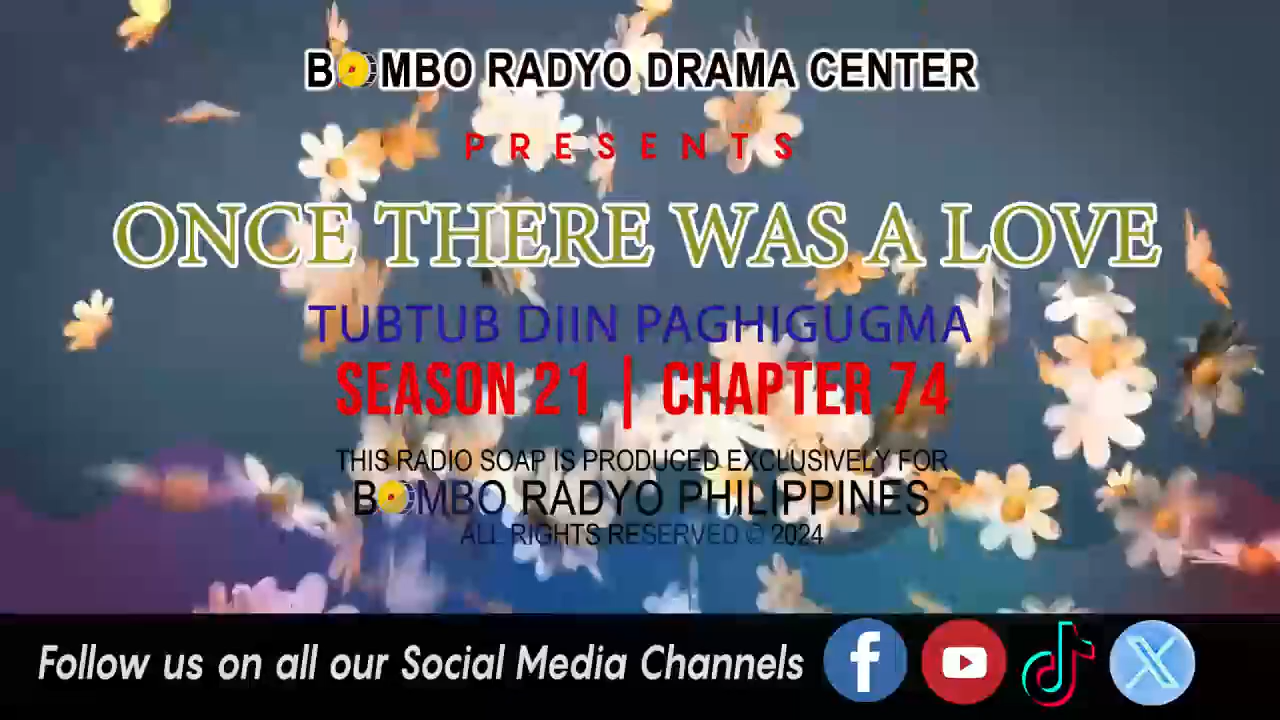 BOMBO RADYO DRAMA CENTER
PRESENTS
ONCE THERE WAS A LOVE
TUBTUB DIIN PAGHIGUGMA
SEASON 21 | CHAPTER 74
THIS RADIO SOAP IS PRODUCED EXCLUSIVELY FOR
BOMBO RADYO PHILIPPINES
ALL RIGHTS RESERVED © 2024
Follow us on all our Social Media Channels